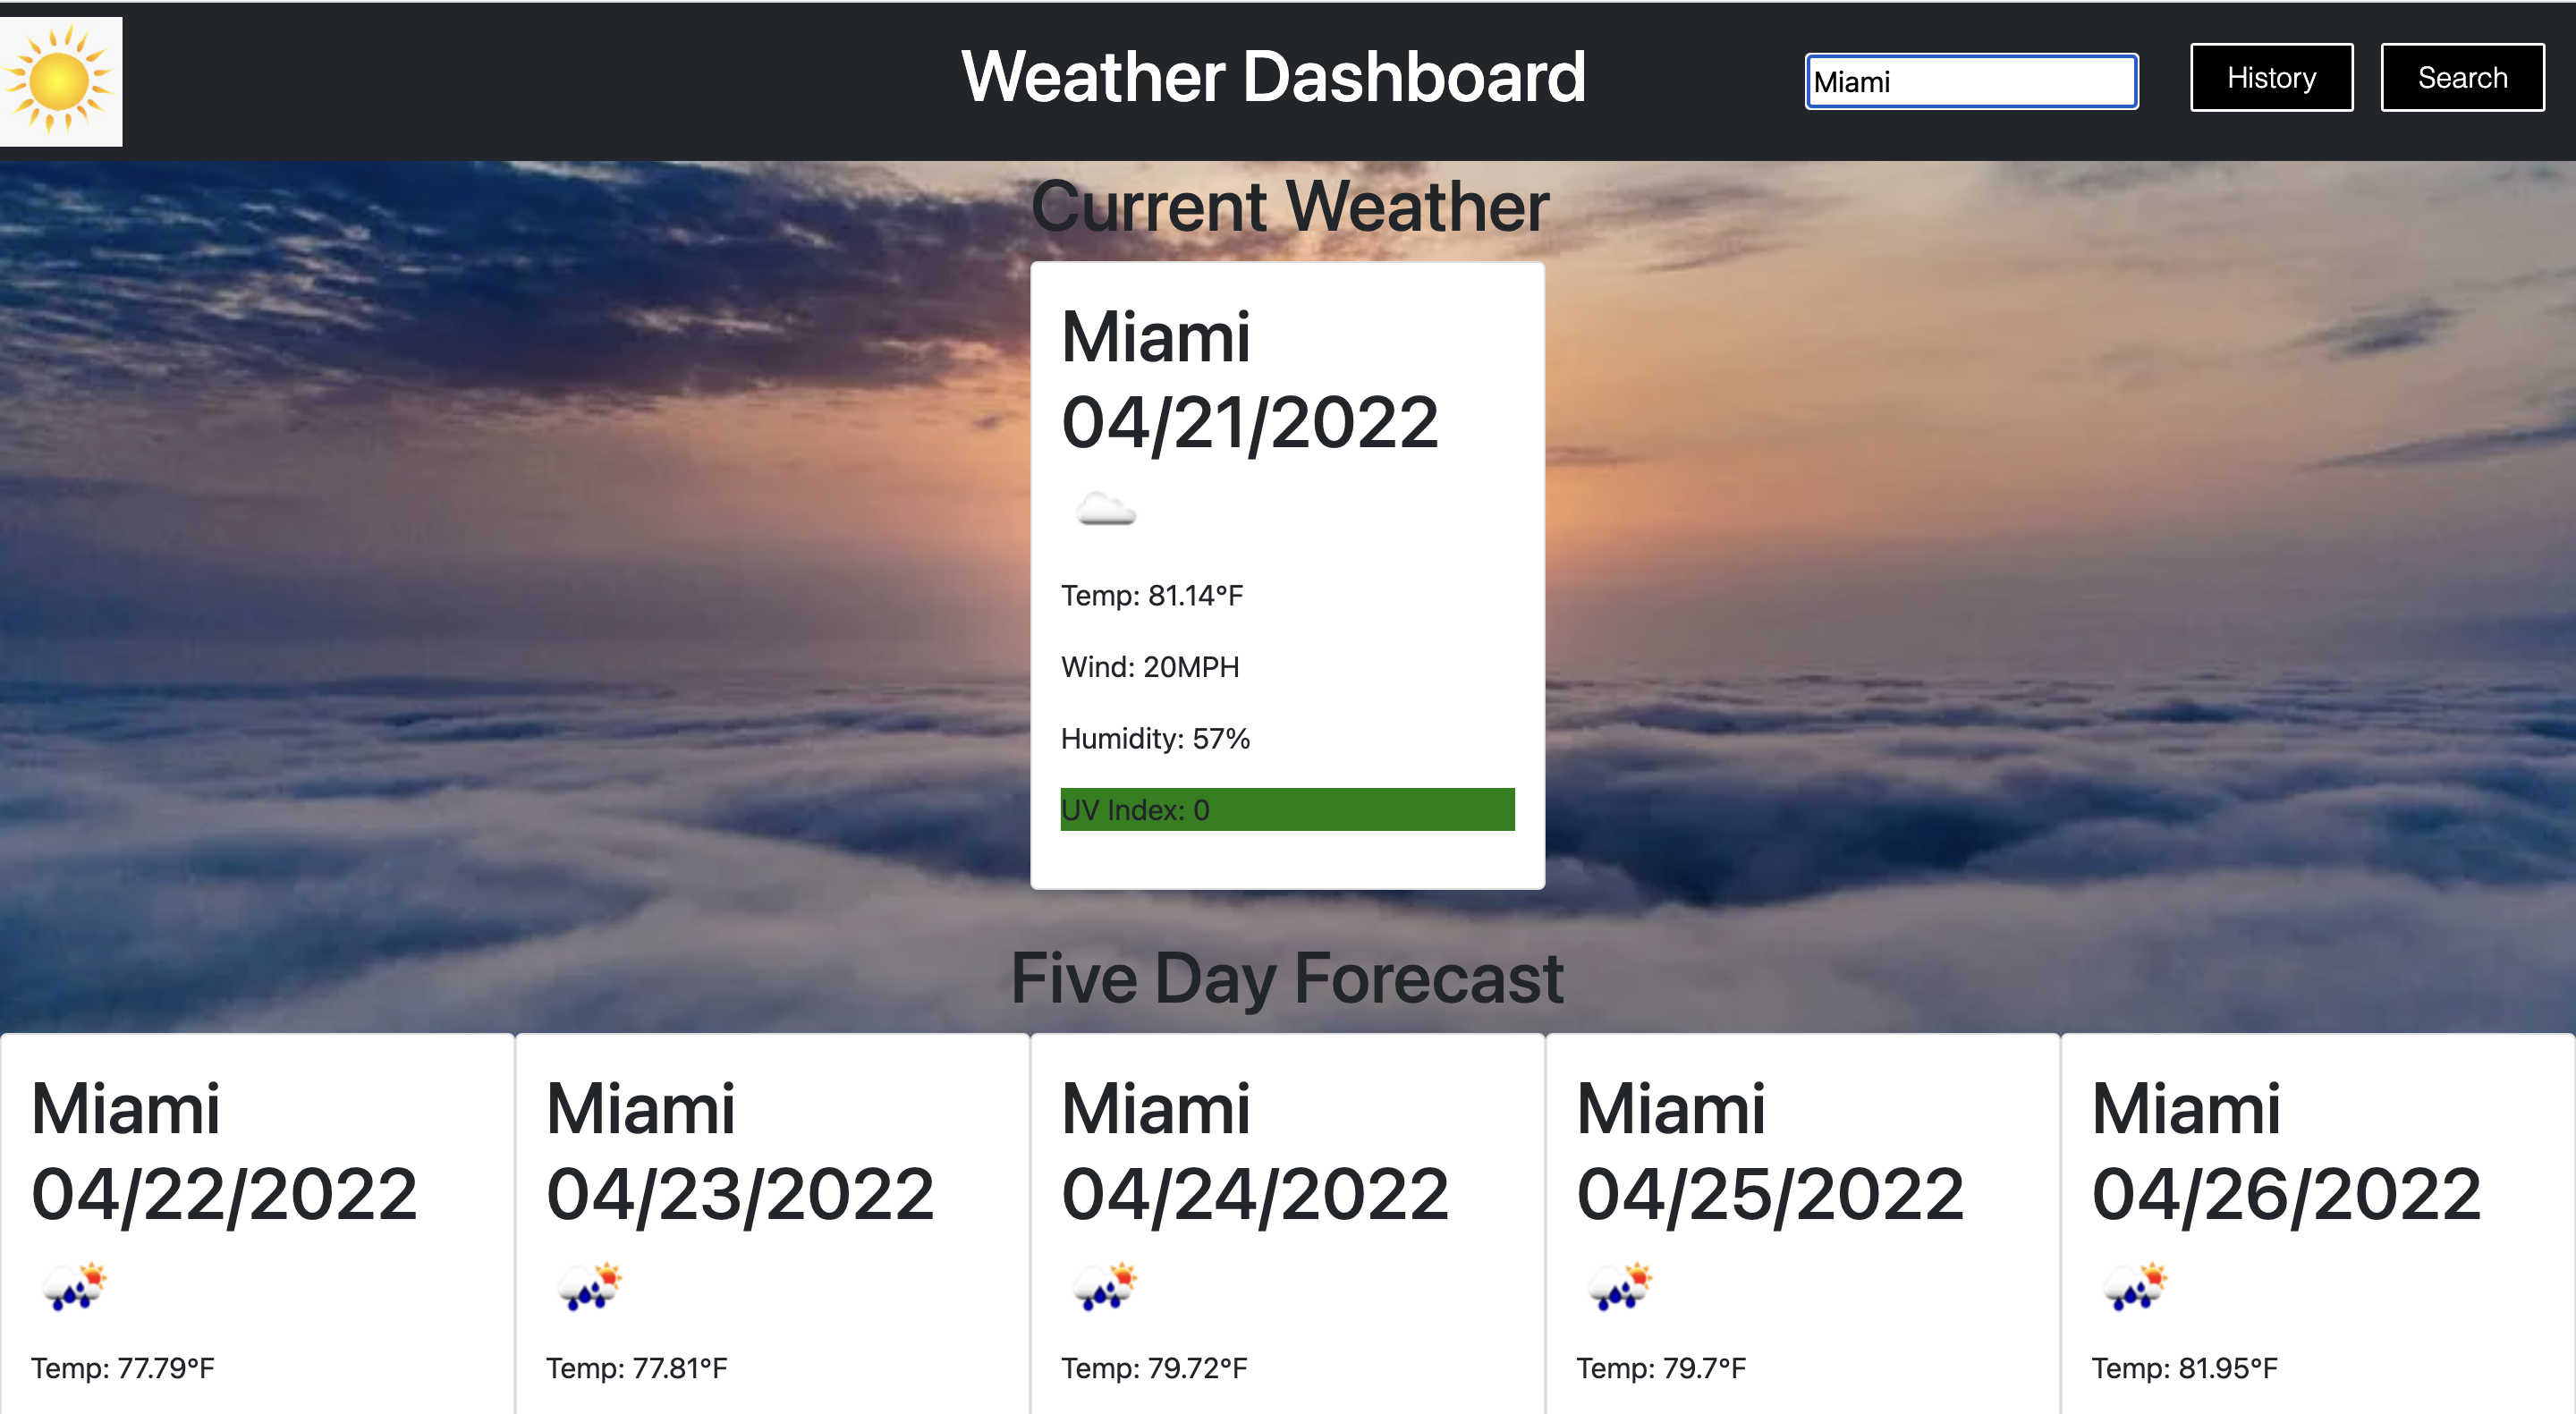 Weather Dashboard
Miami
History
Search
Current Weather
Miami
04/21/2022
Temp: 81.14°F
Wind: 20MPH
Humidity: 57%
UV Index: 0
Five Day Forecast
Miami
04/22/2022
Temp: 77.79°F
Miami
04/23/2022
Temp: 77.81°F
Miami
04/24/2022
Temp: 79.72°F
Miami
04/25/2022
Temp: 79.7°F
Miami
04/26/2022
Temp: 81.95°F